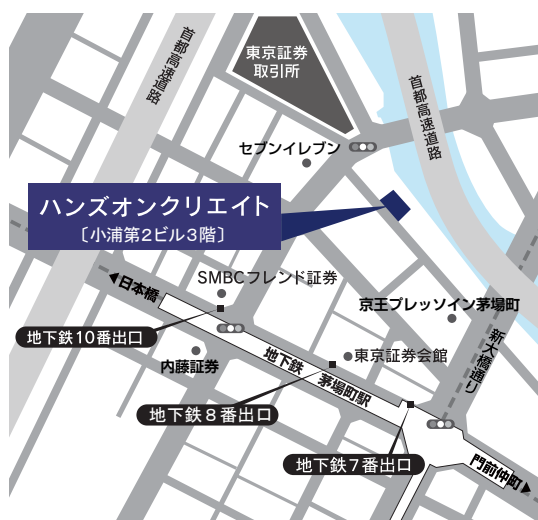 東京証券
取引所
首都高速道路
首都高速道路
セブンイレブン
ハンズオンクリエイト
〔小浦第2ビル3階〕
SMBCフレンド証券
◀日本橋
京王プレッソイン茅場町
地下鉄10番出口
新大橋通り
地下鉄
東京証券会館
内藤証券
茅場町駅
地下鉄8番出口
地下鉄7番出口
門前仲町▶